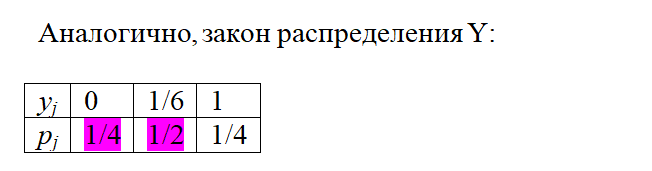 Аналогично, закон распределения Y:
yj 0 1/6 1
pj 1/4 1/2 1/4